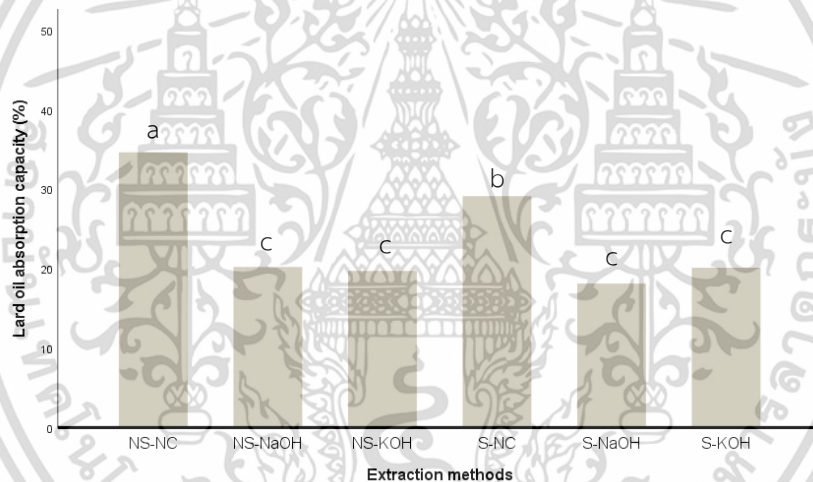 Lard oil absorption capacity (%)
50
40
30
20
10
0
a
c
c
b
c
c
NS-NC NS-NaOH NS-KOH S-NC S-NaOH S-KOH
Extraction methods